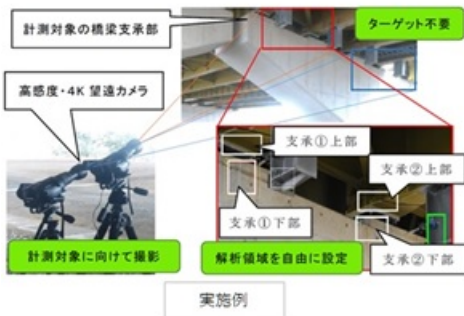 計測対象の橋梁支承部
ターゲット不要
高感度・4K 望遠カメラ
支承①上部
支承②上部
支承①下部
計測対象に向けて撮影
解析領域を自由に設定
支承②下部
実施例